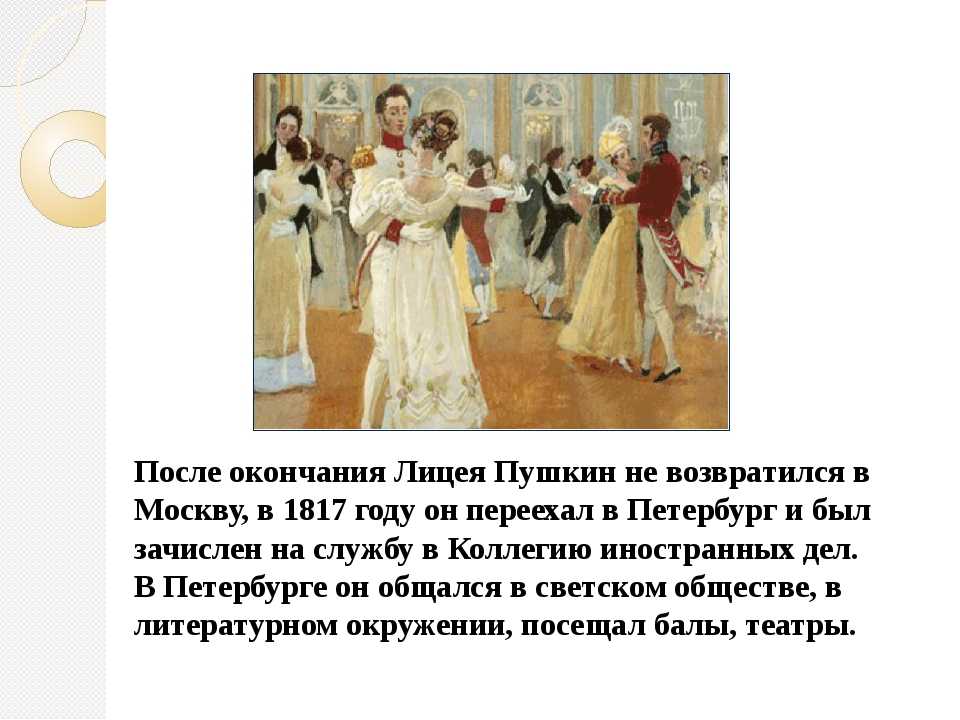 После окончания Лицея Пушкин не возвратился в
Москву, в 1817 году он переехал в Петербург и был
зачислен на службу в Коллегию иностранных дел.
В Петербурге он общался в светском обществе, в
литературном окружении, посещал балы, театры.